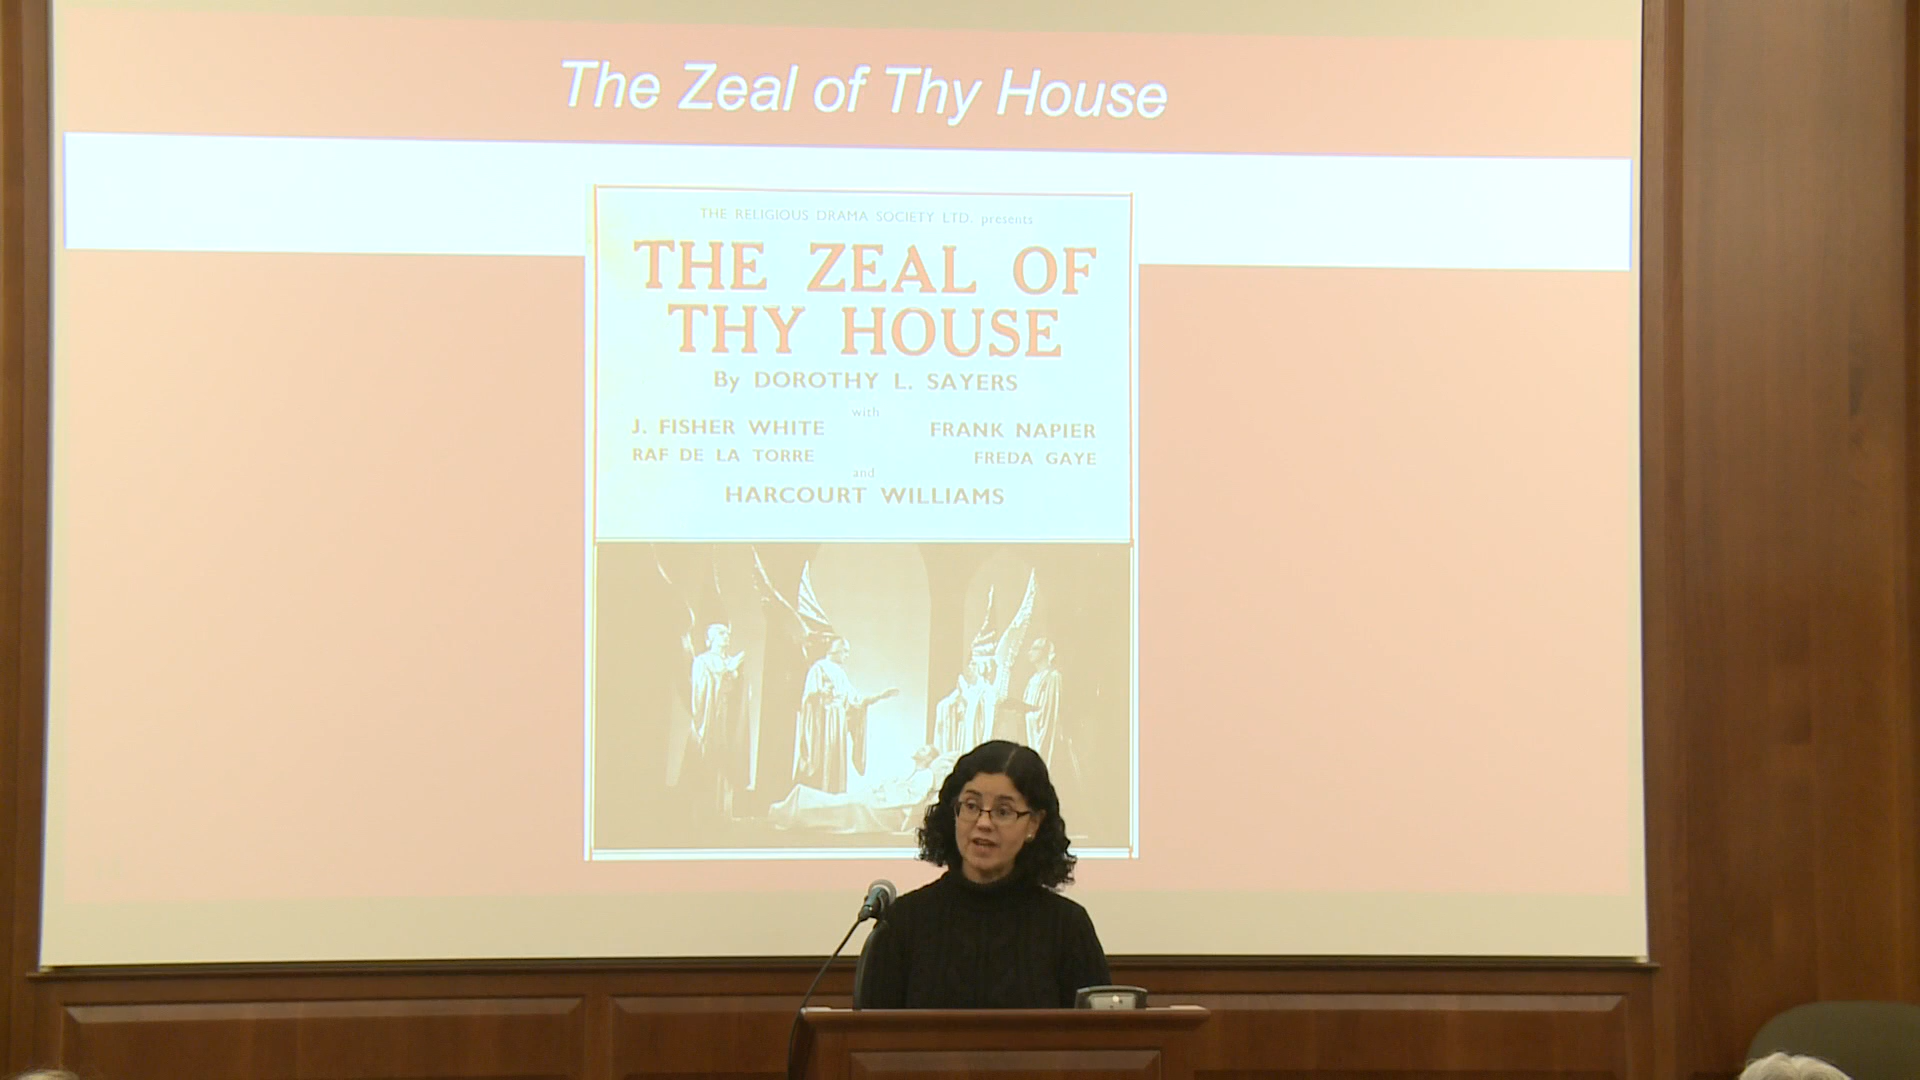 The Zeal of Thy House
THE RELIGIOUS DRAMA SOCIETY LTD. presents
THE ZEAL OF
THY HOUSE
By DOROTHY L. SAYERS
with
J. FISHER WHITE FRANK NAPIER
RAF DE LA TORRE FREDA GAYE
and
HARCOURT WILLIAMS